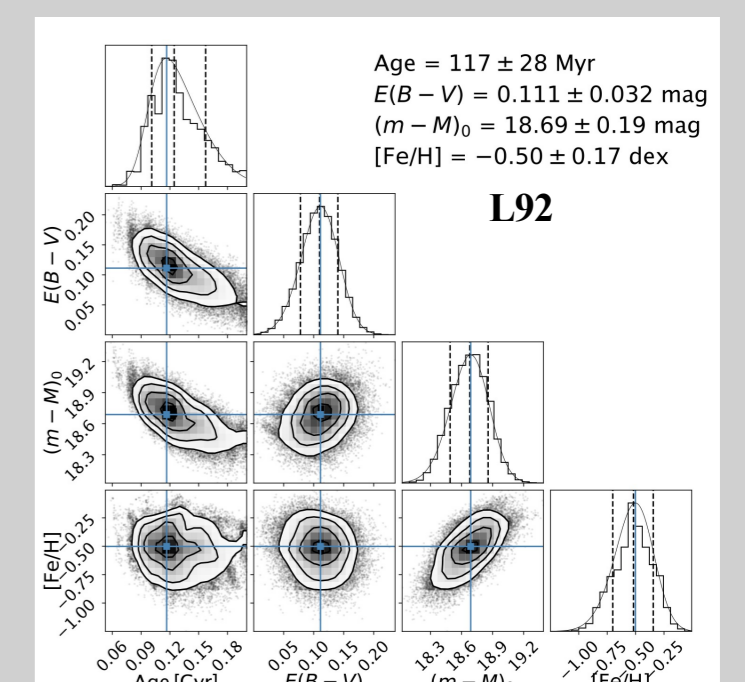 Age = 117 ± 28 Myr
E(B − V) = 0.111 ± 0.032 mag
(m − M)₀ = 18.69 ± 0.19 mag
[Fe/H] = −0.50 ± 0.17 dex
L92
E(B − V)
0.20
0.15
0.10
0.05
(m − M)₀
19.2
18.9
18.6
18.3
[Fe/H]
−0.25
−0.50
−0.75
−1.00
0.06 0.09 0.12 0.15 0.18
0.05 0.10 0.15 0.20
18.3 18.6 18.9 19.2
−1.00 −0.75 −0.50 −0.25
Age [Gyr] E(B − V) (m − M)₀ [Fe/H]